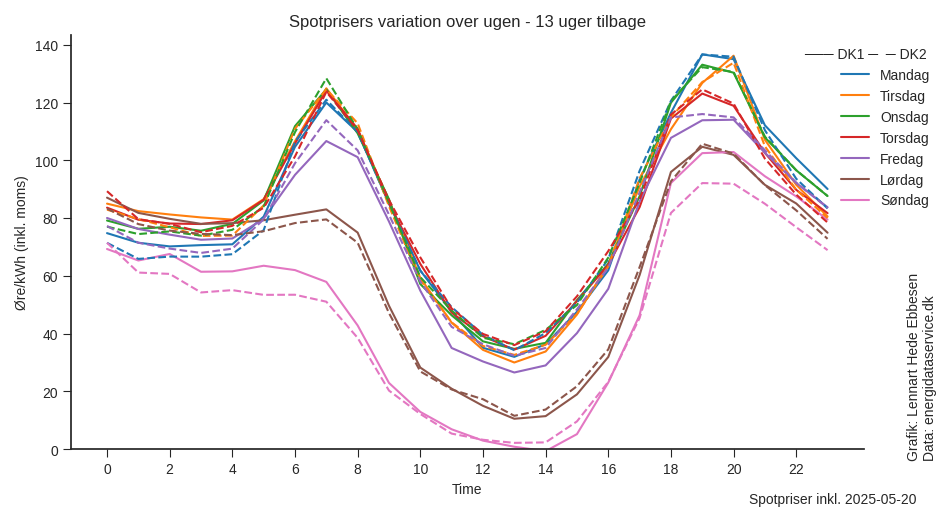 Spotprisers variation over ugen - 13 uger tilbage
DK1 DK2
Mandag
Tirsdag
Onsdag
Torsdag
Fredag
Lørdag
Søndag
Øre/kWh (inkl. moms)
140
120
100
80
60
40
20
0
0 2 4 6 8 10 12 14 16 18 20 22
Time
Grafik: Lennart Hede Ebbesen
Data: energidataservice.dk
Spotpriser inkl. 2025-05-20